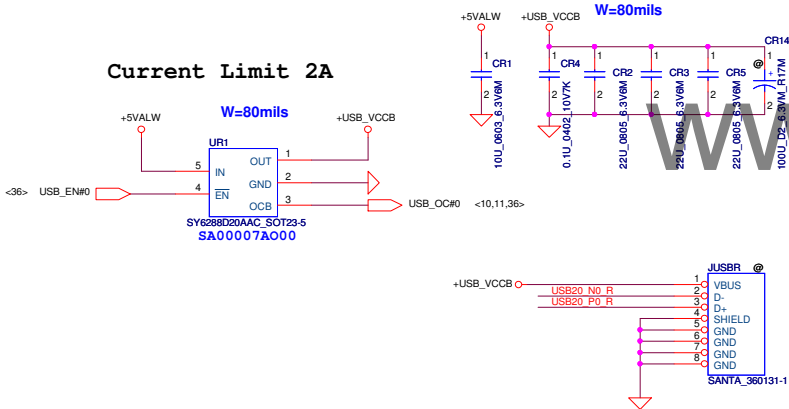 Current Limit 2A
W=80mils
+5VALW
+USB_VCCB
UR1
5 IN
4 EN
OUT 1
GND 2
OCB 3
<36> USB_EN#0
USB_OC#0 <10,11,36>
SY6288D20AAC_SOT23-5
SA00007AO00
W=80mils
+5VALW
+USB_VCCB
1 CR1 2
10U_0603_6.3V6M
1 CR4 2
0.1U_0402_10V7K
1 CR2 2
22U_0805_6.3V6M
1 CR3 2
22U_0805_6.3V6M
1 CR5 2
22U_0805_6.3V6M
CR14
@ 1 + 2
100U_D2_6.3VM_R17M
JUSBR @
+USB_VCCB
1 VBUS
USB20_N0_R 2 D-
USB20_P0_R 3 D+
4 SHIELD
5 GND
6 GND
7 GND
8 GND
SANTA_360131-1